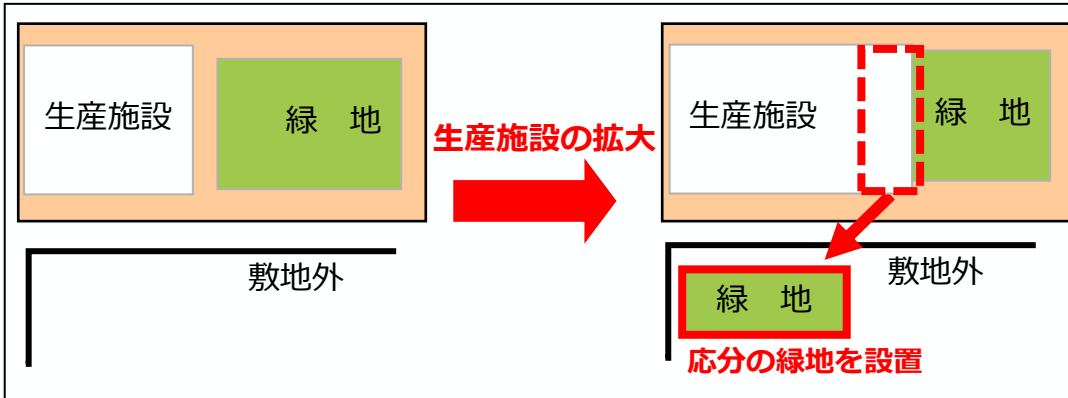 生産施設
緑　地
敷地外
生産施設の拡大
生産施設
緑　地
敷地外
緑　地
応分の緑地を設置